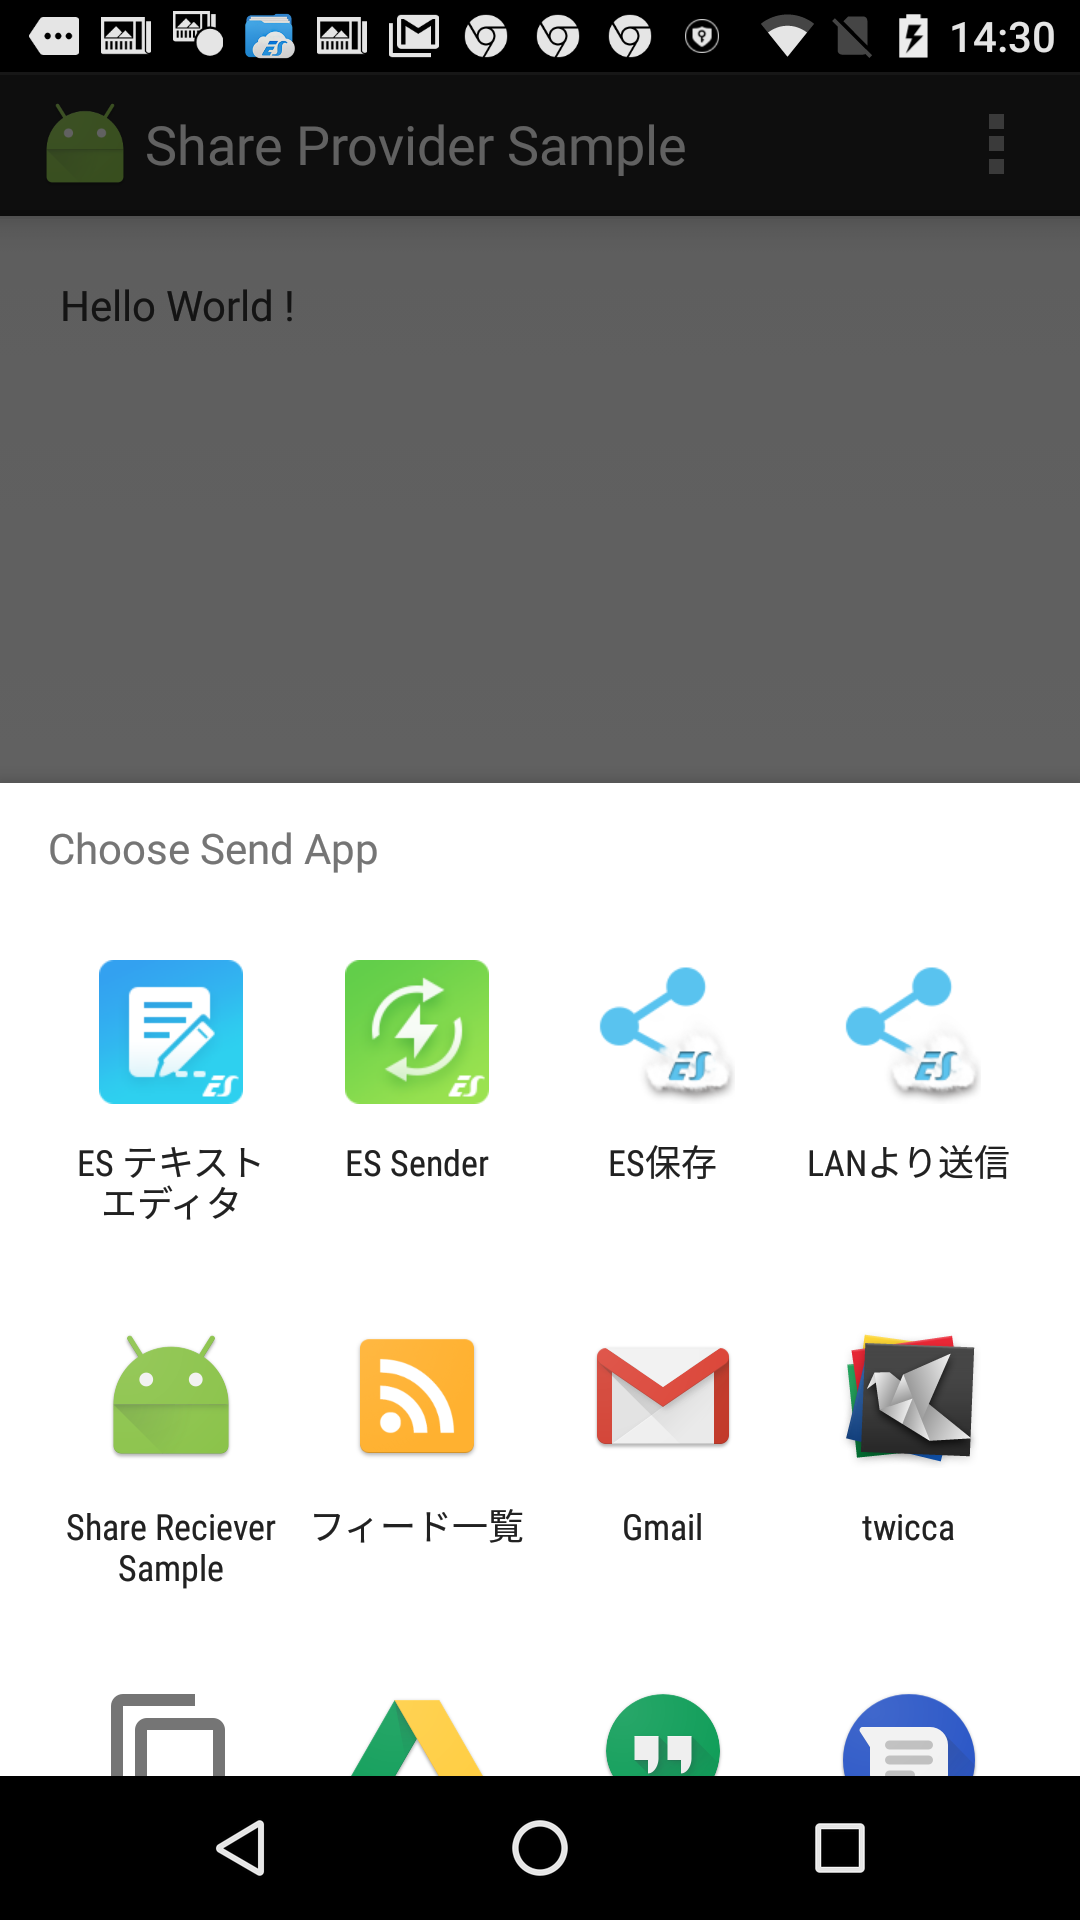 14:30
Share Provider Sample
Hello World !
Choose Send App
ES テキスト
エディタ
ES Sender
ES保存
LANより送信
Share Reciever
Sample
フィード一覧
Gmail
twicca